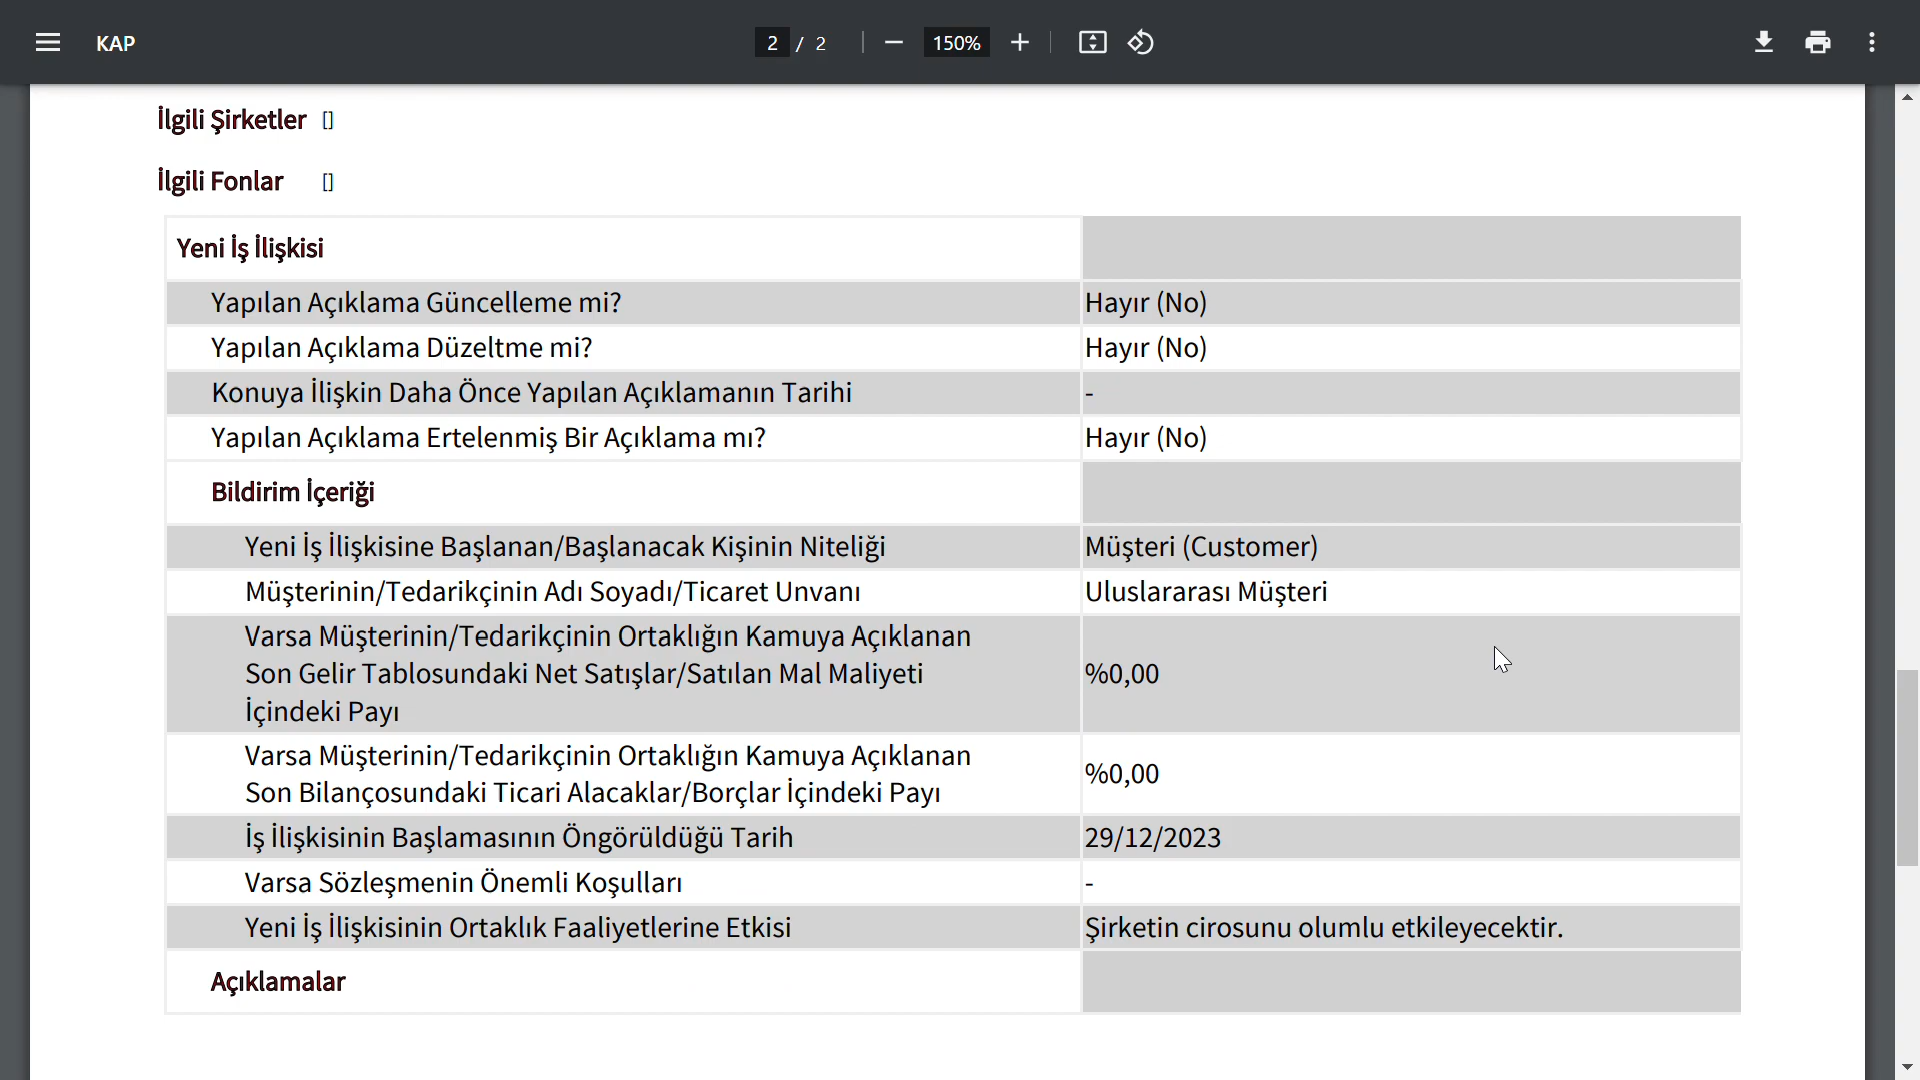 KAP
2 / 2
150%
İlgili Şirketler []
İlgili Fonlar []
Yeni İş İlişkisi
Yapılan Açıklama Güncelleme mi? Hayır (No)
Yapılan Açıklama Düzeltme mi? Hayır (No)
Konuya İlişkin Daha Önce Yapılan Açıklamanın Tarihi -
Yapılan Açıklama Ertelenmiş Bir Açıklama mı? Hayır (No)
Bildirim İçeriği
Yeni İş İlişkisine Başlanan/Başlanacak Kişinin Niteliği Müşteri (Customer)
Müşterinin/Tedarikçinin Adı Soyadı/Ticaret Unvanı Uluslararası Müşteri
Varsa Müşterinin/Tedarikçinin Ortaklığın Kamuya Açıklanan
Son Gelir Tablosundaki Net Satışlar/Satılan Mal Maliyeti
İçindeki Payı
%0,00
Varsa Müşterinin/Tedarikçinin Ortaklığın Kamuya Açıklanan
Son Bilançosundaki Ticari Alacaklar/Borçlar İçindeki Payı
%0,00
İş İlişkisinin Başlamasının Öngörüldüğü Tarih 29/12/2023
Varsa Sözleşmenin Önemli Koşulları -
Yeni İş İlişkisinin Ortaklık Faaliyetlerine Etkisi Şirketin cirosunu olumlu etkileyecektir.
Açıklamalar